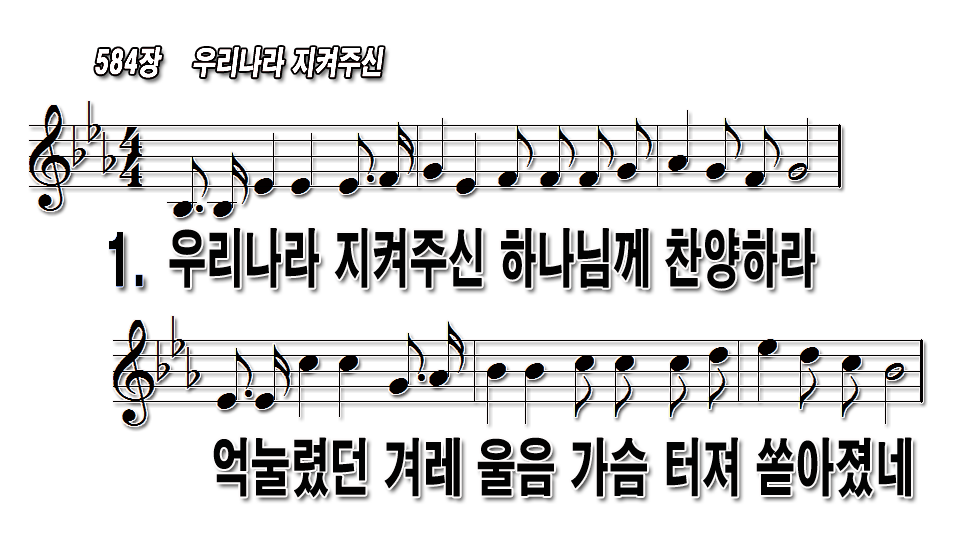 584장 우리나라 지켜주신
4
4
1. 우리나라 지켜주신 하나님께 찬양하라
억눌렸던 겨레 울음 가슴 터져 쏟아졌네